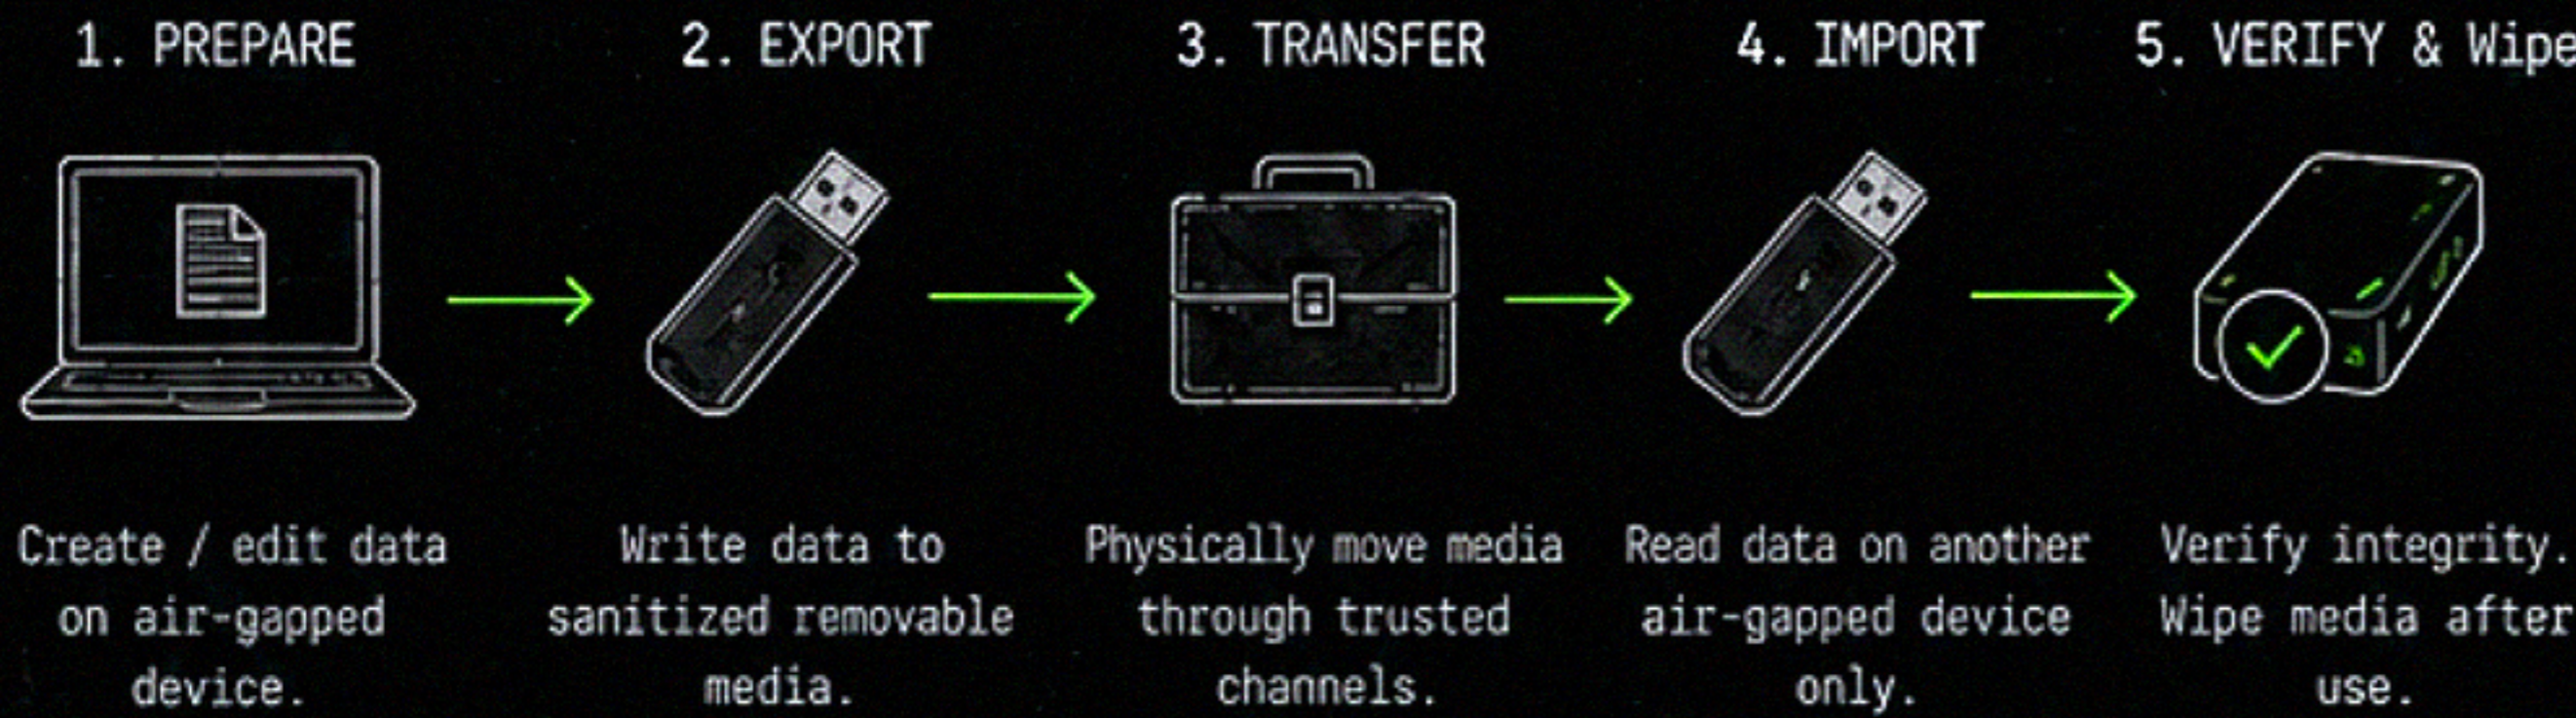 1. PREPARE
Create / edit data
on air-gapped
device.
2. EXPORT
Write data to
sanitized removable
media.
3. TRANSFER
Physically move media
through trusted
channels.
4. IMPORT
Read data on another
air-gapped device
only.
5. VERIFY & Wipe
Verify integrity.
Wipe media after
use.